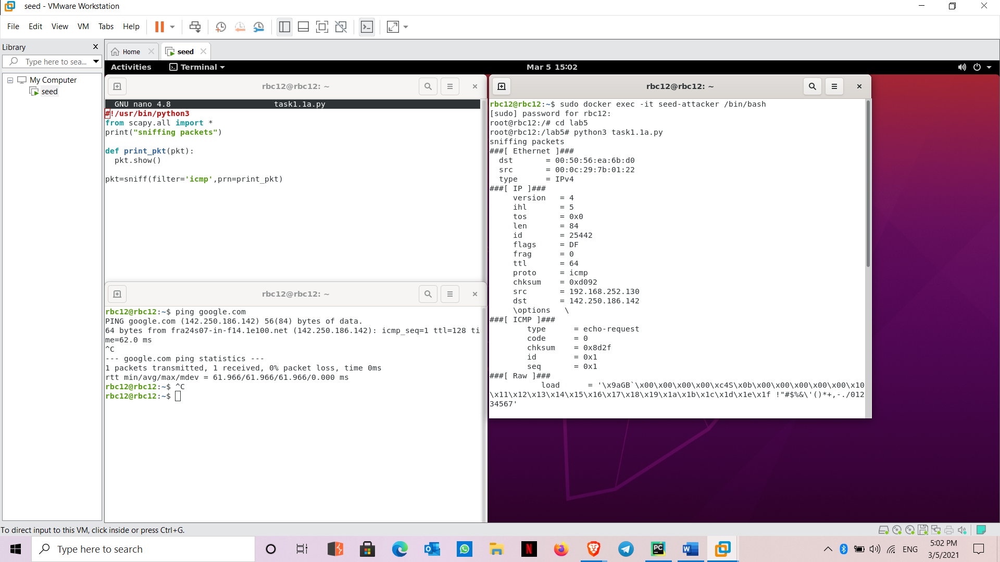 seed - VMware Workstation
File Edit View VM Tabs Help
Library
Type here to sea...
My Computer
seed
Home
seed
Activities
Terminal
Mar 5 15:02
rbc12@rbc12: ~
GNU nano 4.8 task1.1a.py
#!/usr/bin/python3
from scapy.all import *
print("sniffing packets")
def print_pkt(pkt):
  pkt.show()
pkt=sniff(filter='icmp',prn=print_pkt)
rbc12@rbc12: ~
rbc12@rbc12:~$ ping google.com
PING google.com (142.250.186.142) 56(84) bytes of data.
64 bytes from fra24s07-in-f14.1e100.net (142.250.186.142): icmp_seq=1 ttl=128 ti
me=62.0 ms
^C
--- google.com ping statistics ---
1 packets transmitted, 1 received, 0% packet loss, time 0ms
rtt min/avg/max/mdev = 61.966/61.966/61.966/0.000 ms
rbc12@rbc12:~$ ^C
rbc12@rbc12:~$
rbc12@rbc12: ~
rbc12@rbc12:~$ sudo docker exec -it seed-attacker /bin/bash
[sudo] password for rbc12:
root@rbc12:/# cd lab5
root@rbc12:/lab5# python3 task1.1a.py
sniffing packets
###[ Ethernet ]###
  dst       = 00:50:56:ea:6b:d0
  src       = 00:0c:29:7b:01:22
  type      = IPv4
###[ IP ]###
     version   = 4
     ihl       = 5
     tos       = 0x0
     len       = 84
     id        = 25442
     flags     = DF
     frag      = 0
     ttl       = 64
     proto     = icmp
     chksum    = 0xd092
     src       = 192.168.252.130
     dst       = 142.250.186.142
     \options   \
###[ ICMP ]###
        type      = echo-request
        code      = 0
        chksum    = 0x8d2f
        id        = 0x1
        seq       = 0x1
###[ Raw ]###
           load      = '\x9aGB`\x00\x00\x00\x00\xc4S\x0b\x00\x00\x00\x00\x00\x10
\x11\x12\x13\x14\x15\x16\x17\x18\x19\x1a\x1b\x1c\x1d\x1e\x1f !"#$%&\'()*+,-./012
34567'
To direct input to this VM, click inside or press Ctrl+G.
Type here to search
PC
ENG
5:02 PM
3/5/2021